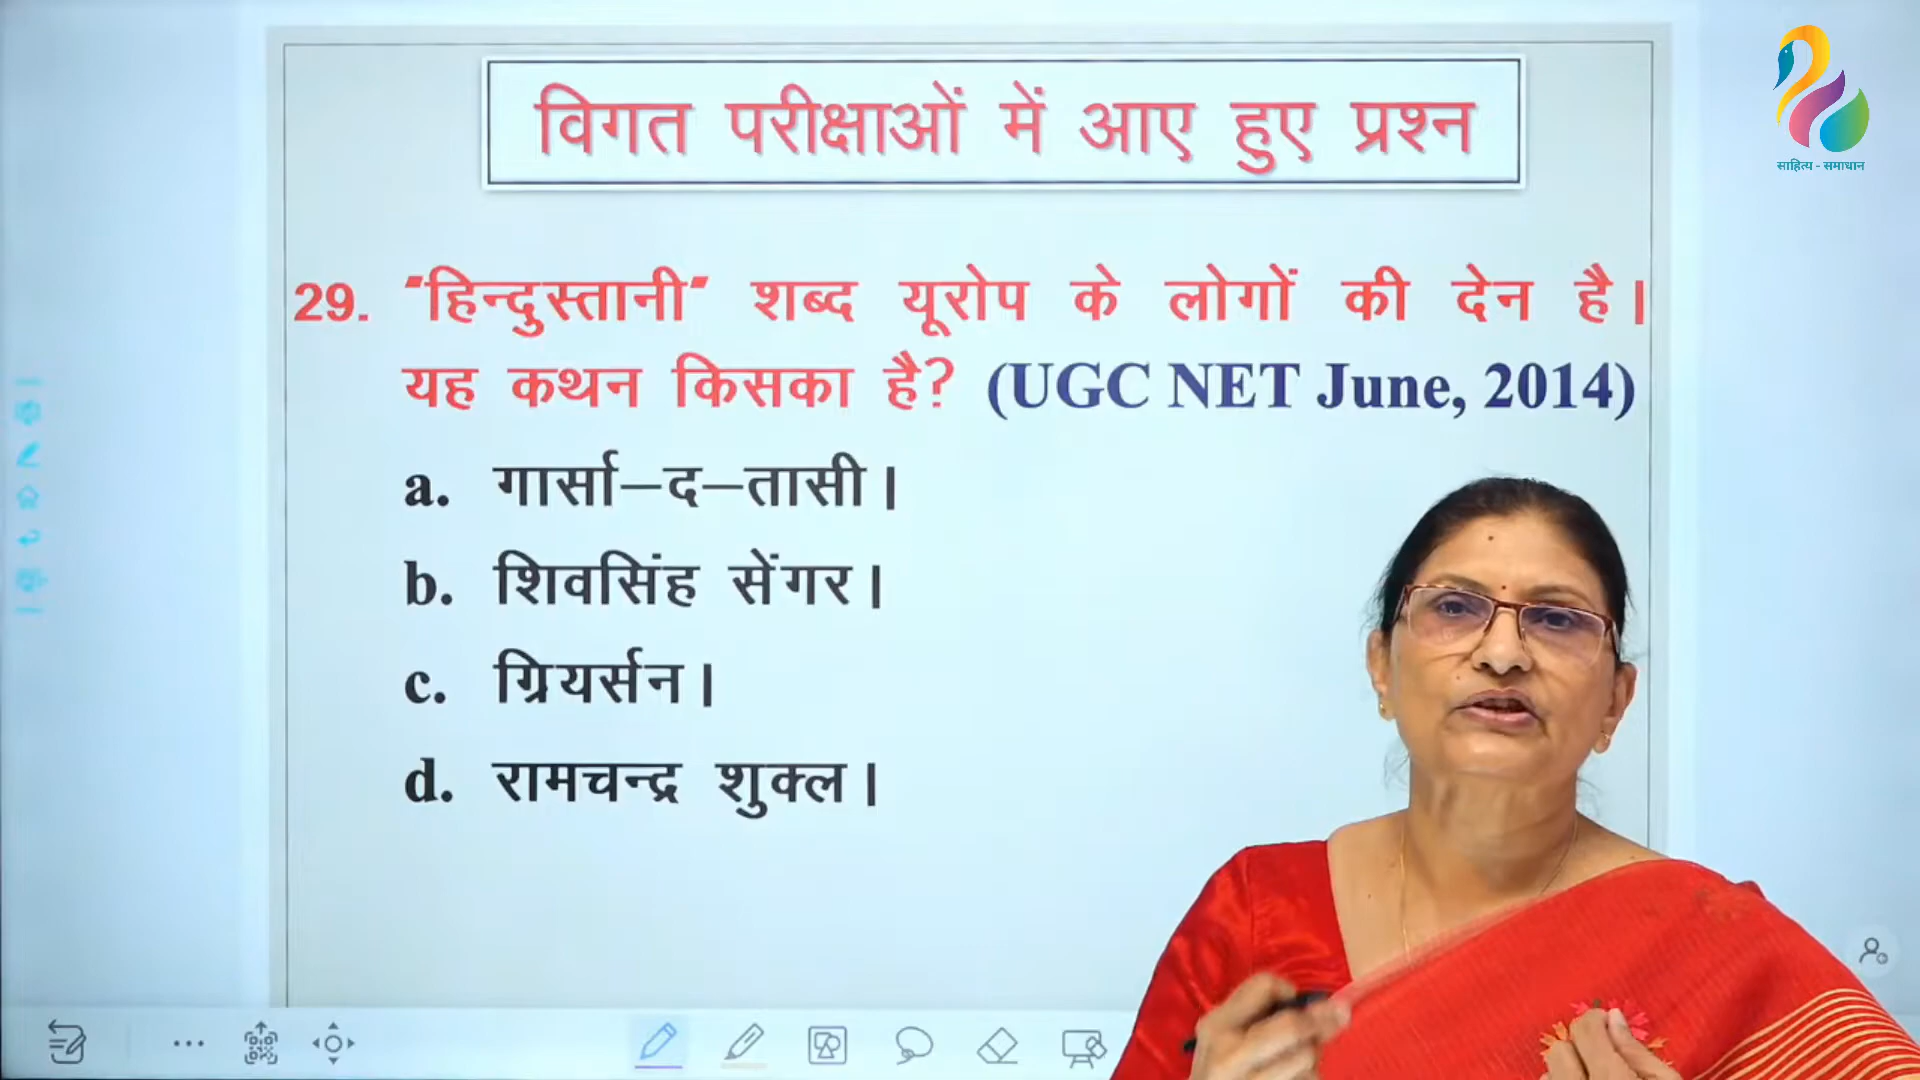 विगत परीक्षाओं में आए हुए प्रश्न
साहित्य - समाधान
29. "हिन्दुस्तानी" शब्द यूरोप के लोगों की देन है।
यह कथन किसका है? (UGC NET June, 2014)
a. गार्सा–द–तासी।
b. शिवसिंह सेंगर।
c. ग्रियर्सन।
d. रामचन्द्र शुक्ल।